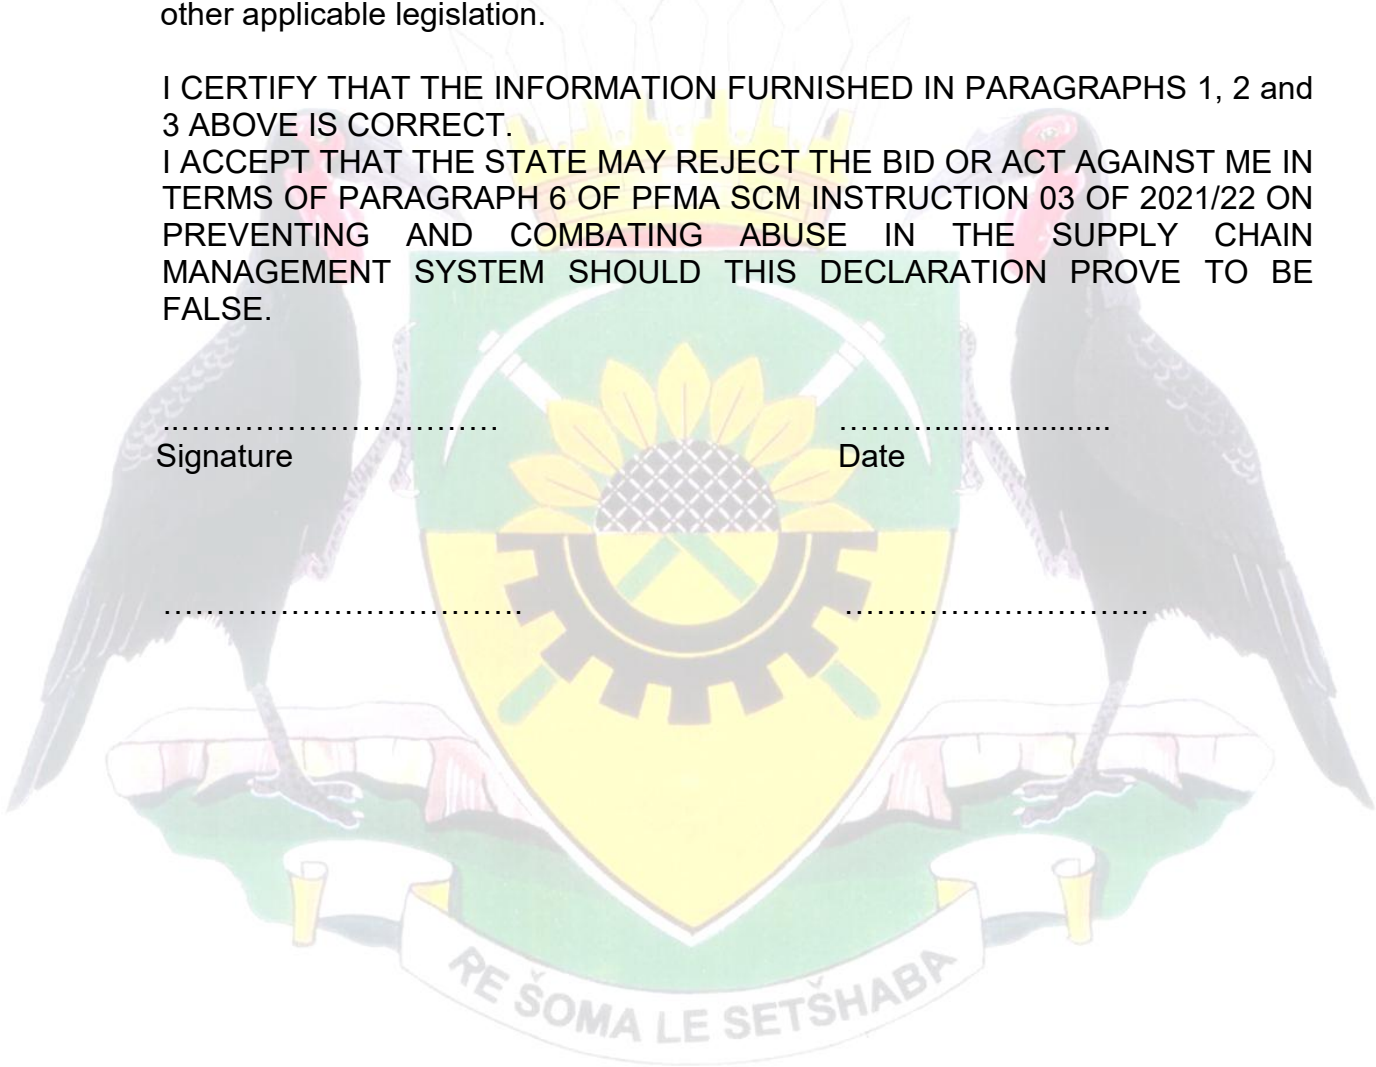 other applicable legislation.
I CERTIFY THAT THE INFORMATION FURNISHED IN PARAGRAPHS 1, 2 and
3 ABOVE IS CORRECT.
I ACCEPT THAT THE STATE MAY REJECT THE BID OR ACT AGAINST ME IN
TERMS OF PARAGRAPH 6 OF PFMA SCM INSTRUCTION 03 OF 2021/22 ON
PREVENTING AND COMBATING ABUSE IN THE SUPPLY CHAIN
MANAGEMENT SYSTEM SHOULD THIS DECLARATION PROVE TO BE
FALSE.
..………………………… ……….....................
Signature Date
……………………………. ..………………………..
RE ŠOMA LE SETŠHABA